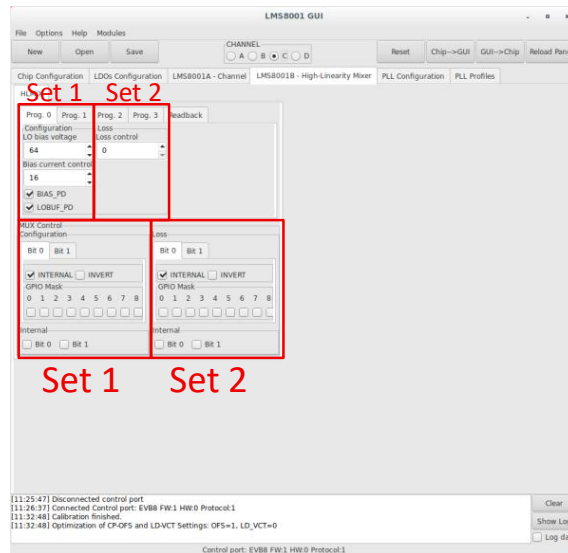 LMS8001 GUI
File Options Help Modules
New Open Save CHANNEL A B C D Reset Chip-->GUI GUI-->Chip Reload Pan
Chip Configuration LDOs Configuration LMS8001A - Channel LMS8001B - High-Linearity Mixer PLL Configuration PLL Profiles
Set 1 Set 2
Prog. 0 Prog. 1 Prog. 2 Prog. 3 Readback
Configuration Loss
LO bias voltage Loss control
64 0
Bias current control
16
BIAS_PD
LOBUF_PD
MUX Control
Configuration Loss
Bit 0 Bit 1 Bit 0 Bit 1
INTERNAL INVERT INTERNAL INVERT
GPIO Mask GPIO Mask
0 1 2 3 4 5 6 7 8 0 1 2 3 4 5 6 7 8
Internal Internal
Bit 0 Bit 1 Bit 0 Bit 1
Set 1 Set 2
[11:25:47] Disconnected control port
[11:26:37] Connected Control port: EVB8 FW:1 HW:0 Protocol:1
[11:32:48] Calibration finished.
[11:32:48] Optimization of CP-OFS and LD-VCT Settings: OFS=1, LD_VCT=0
Clear
Show Lo
Log da
Control port: EVB8 FW:1 HW:0 Protocol:1